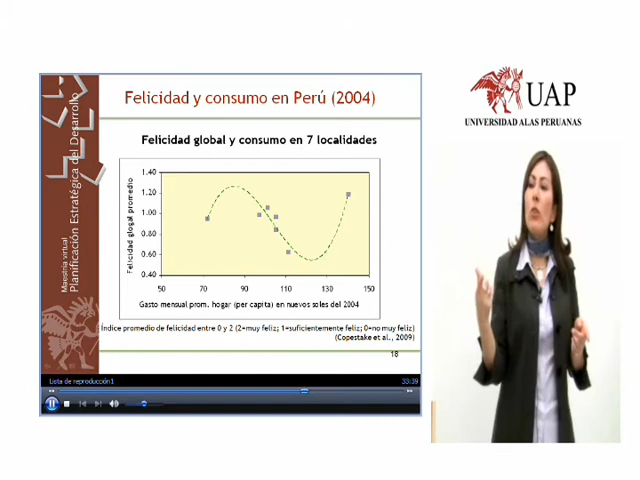 Felicidad y consumo en Perú (2004)
Felicidad global y consumo en 7 localidades
1.40
1.20
1.00
0.80
0.60
0.40
Felicidad glogal promedio
50 70 90 110 130 150
Gasto mensual prom. hogar (per capita) en nuevos soles del 2004
Índice promedio de felicidad entre 0 y 2 (2=muy feliz; 1=suficientemente feliz; 0=no muy feliz)
(Copestake et al., 2009)
18
Maestría virtual
Planificación Estratégica del Desarrollo
Lista de reproducción1 33:39
UAP
UNIVERSIDAD ALAS PERUANAS